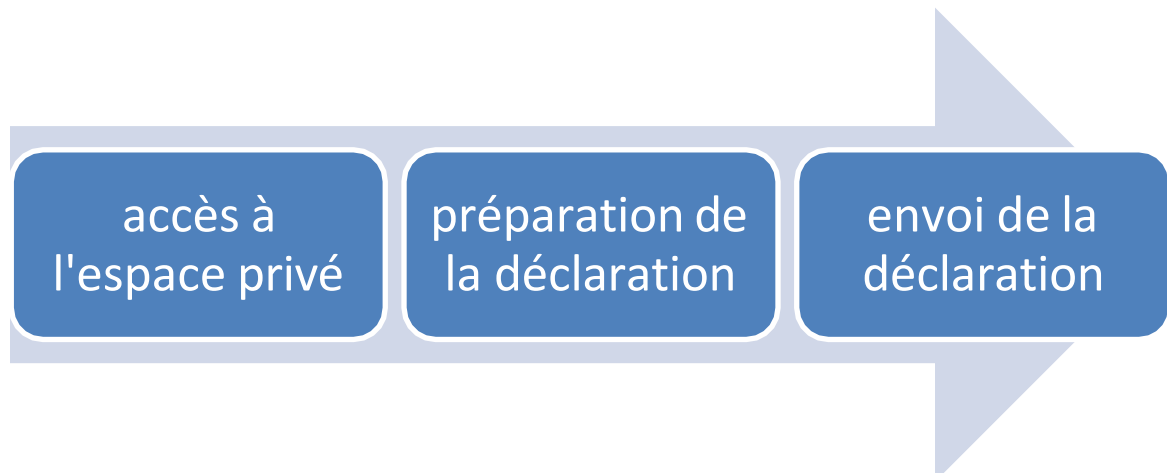 accès à
l'espace privé
préparation de
la déclaration
envoi de la
déclaration